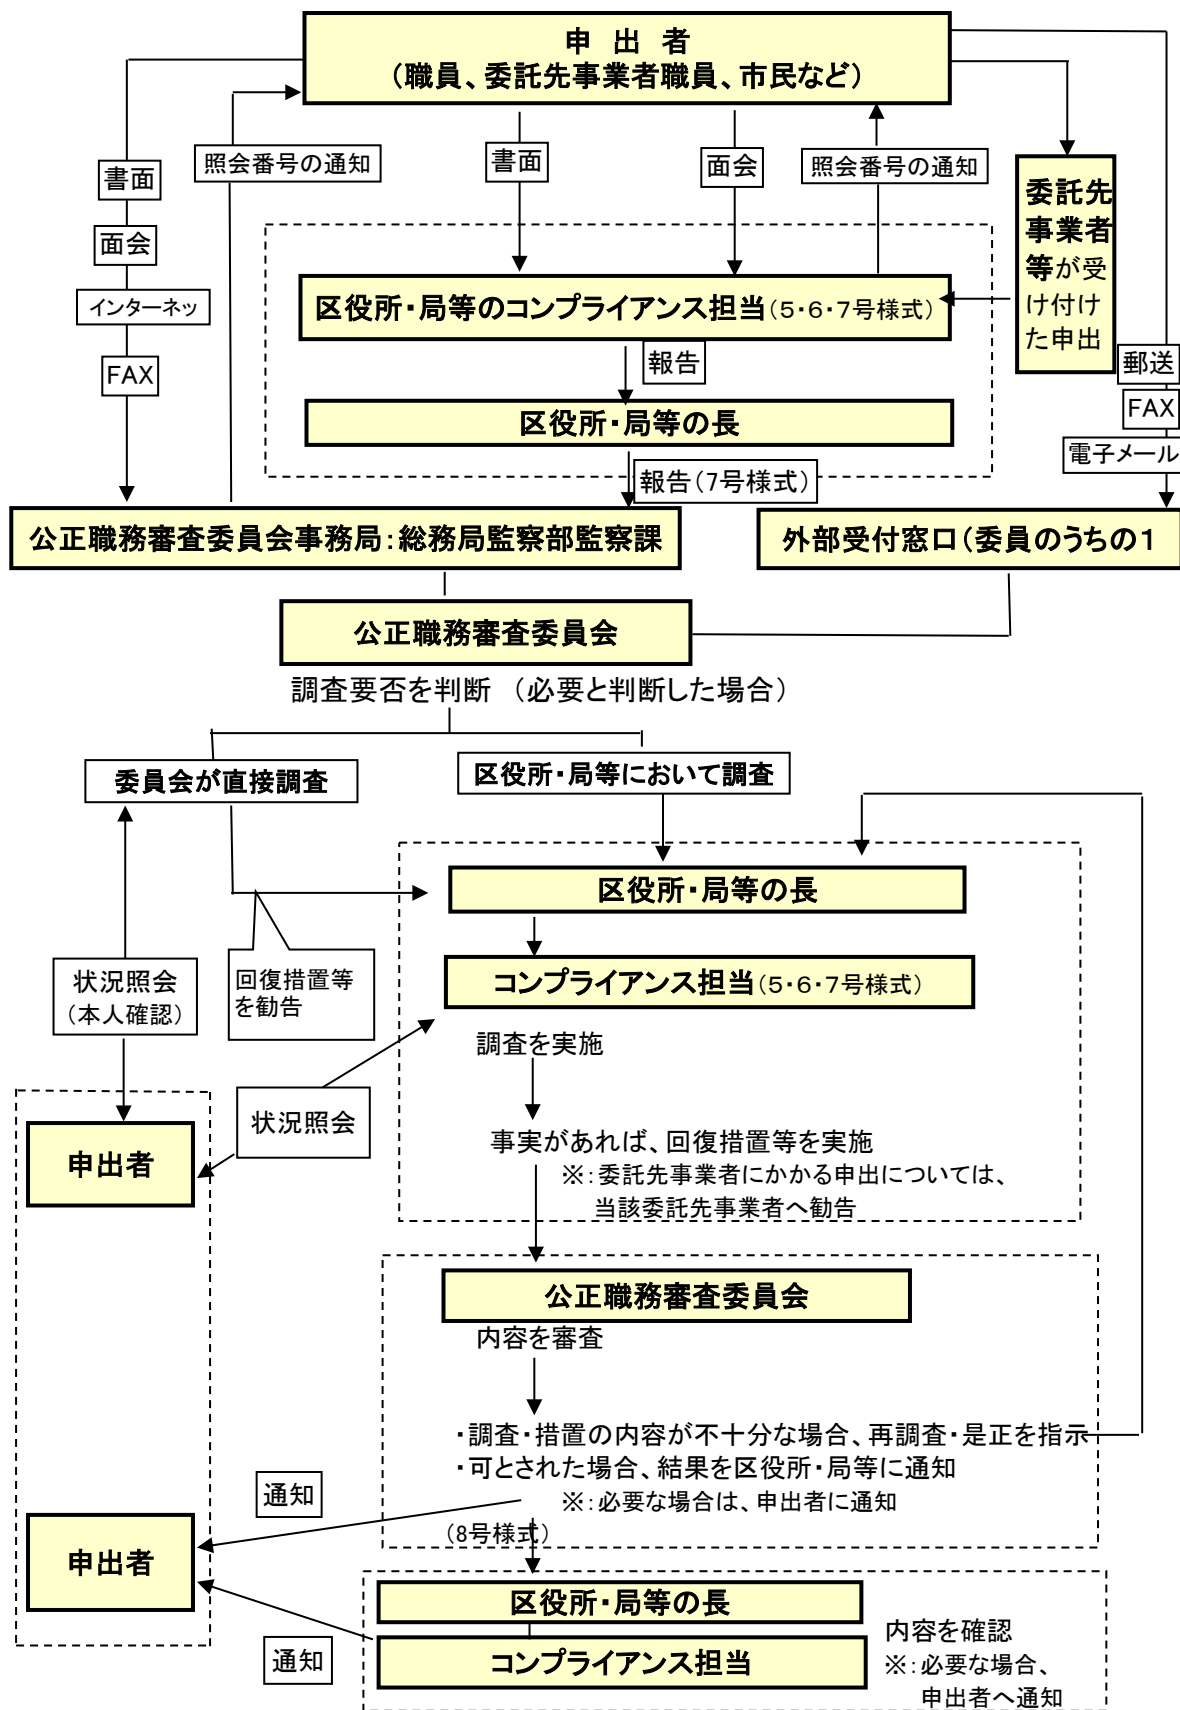 申 出 者
(職員、委託先事業者職員、市民など)
書面
面会
インターネッ
FAX
照会番号の通知
書面
面会
照会番号の通知
委託先
事業者
等が受
け付け
た申出
郵送
FAX
電子メール
区役所・局等のコンプライアンス担当(5・6・7号様式)
報告
区役所・局等の長
報告(7号様式)
公正職務審査委員会事務局:総務局監察部監察課
外部受付窓口(委員のうちの1
公正職務審査委員会
調査要否を判断 (必要と判断した場合)
委員会が直接調査
区役所・局等において調査
区役所・局等の長
コンプライアンス担当(5・6・7号様式)
状況照会
(本人確認)
回復措置等
を勧告
調査を実施
状況照会
申出者
事実があれば、回復措置等を実施
※:委託先事業者にかかる申出については、
当該委託先事業者へ勧告
公正職務審査委員会
内容を審査
・調査・措置の内容が不十分な場合、再調査・是正を指示
・可とされた場合、結果を区役所・局等に通知
※:必要な場合は、申出者に通知
(8号様式)
通知
申出者
通知
区役所・局等の長
コンプライアンス担当
内容を確認
※:必要な場合、
申出者へ通知